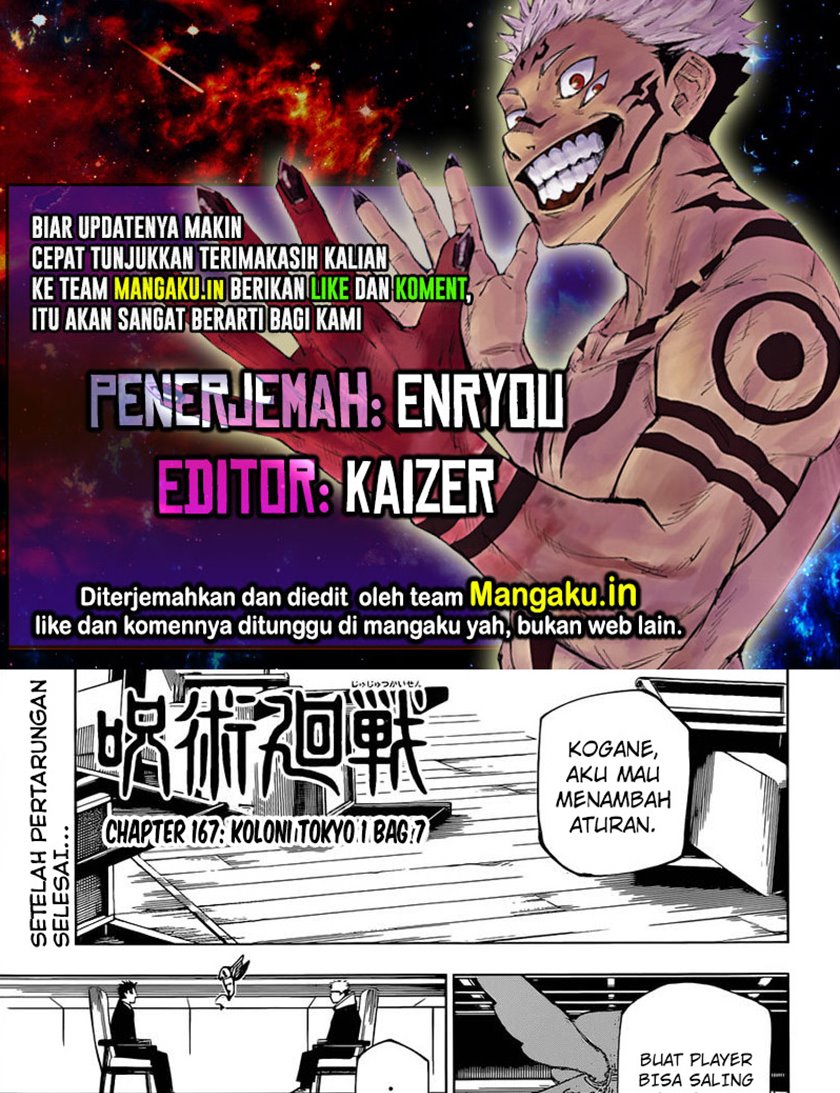 BIAR UPDATENYA MAKIN
CEPAT TUNJUKKAN TERIMAKASIH KALIAN
KE TEAM MANGAKU.IN BERIKAN LIKE DAN KOMENT,
ITU AKAN SANGAT BERARTI BAGI KAMI
PENERJEMAH: ENRYOU
EDITOR: KAIZER
Diterjemahkan dan diedit oleh team Mangaku.in
like dan komennya ditunggu di mangaku yah, bukan web lain.
SETELAH PERTARUNGAN
SELESAI...
じゅじゅつかいせん
呪術廻戦
CHAPTER 167: KOLONI TOKYO 1 BAG.7
KOGANE,
AKU MAU
MENAMBAH
ATURAN.
BUAT PLAYER
BISA SALING